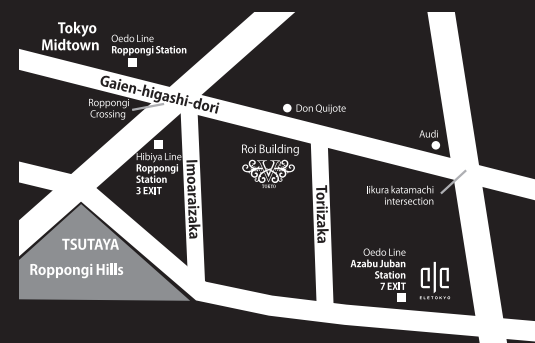 Tokyo
Midtown
Oedo Line
Roppongi Station
Gaien-higashi-dori
Roppongi
Crossing
Don Quijote
Audi
Hibiya Line
Roppongi
Station
3 EXIT
Imoaraizaka
Roi Building
V
TOKYO
Toriizaka
Iikura katamachi
intersection
TSUTAYA
Roppongi Hills
Oedo Line
Azabu Juban
Station
7 EXIT
ele
ELETOKYO